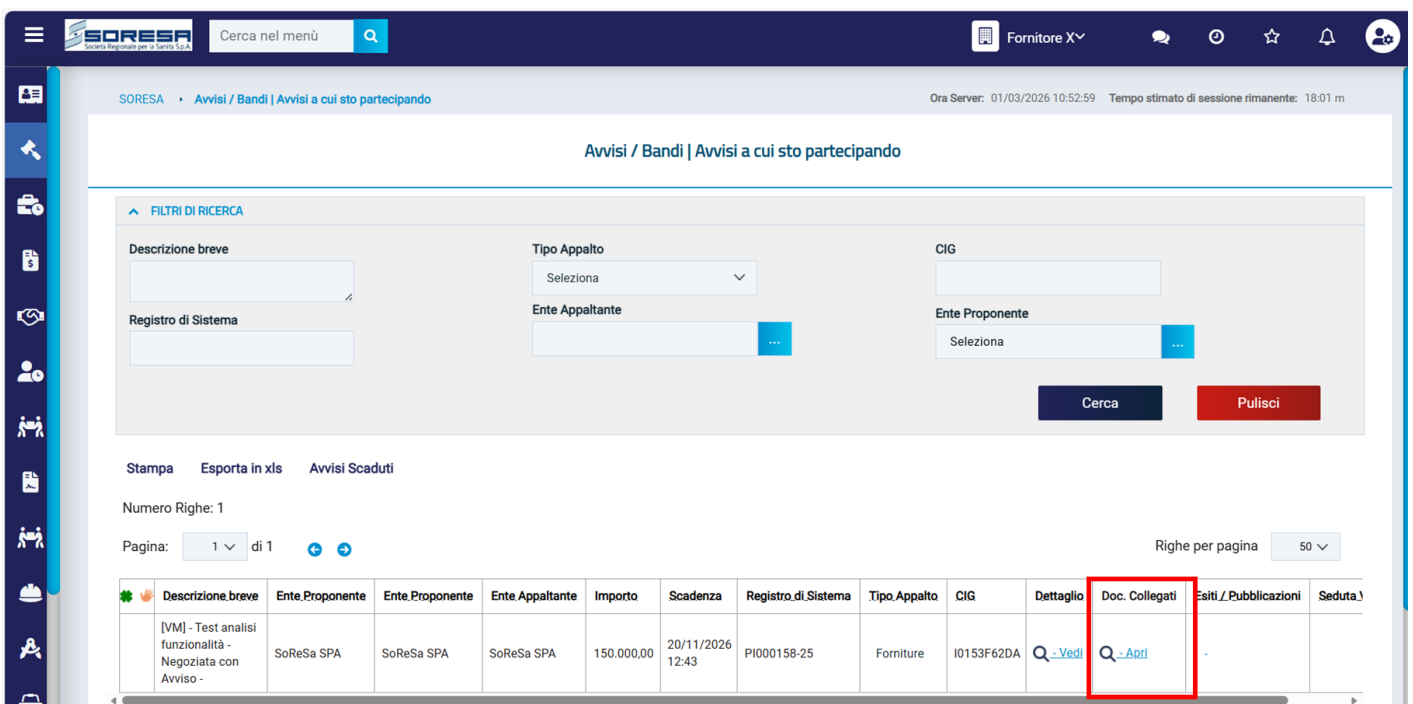 SORESA
Società Regionale per la Sanità S.p.A.
Cerca nel menù
Fornitore X
SORESA
Avvisi / Bandi | Avvisi a cui sto partecipando
Ora Server: 01/03/2026 10:52:59 Tempo stimato di sessione rimanente: 18:01 m
Avvisi / Bandi | Avvisi a cui sto partecipando
FILTRI DI RICERCA
Descrizione breve
Tipo Appalto
Seleziona
CIG
Registro di Sistema
Ente Appaltante
...
Ente Proponente
Seleziona
...
Cerca
Pulisci
Stampa Esporta in xls Avvisi Scaduti
Numero Righe: 1
Pagina: 1 di 1
Righe per pagina 50
Descrizione breve Ente Proponente Ente Proponente Ente Appaltante Importo Scadenza Registro di Sistema Tipo Appalto CIG Dettaglio Doc. Collegati Esiti / Pubblicazioni Seduta
[VM] - Test analisi
funzionalità -
Negoziata con
Avviso -
SoReSa SPA SoReSa SPA SoReSa SPA 150.000,00
20/11/2026
12:43
PI000158-25 Forniture I0153F62DA - Vedi - Apri -